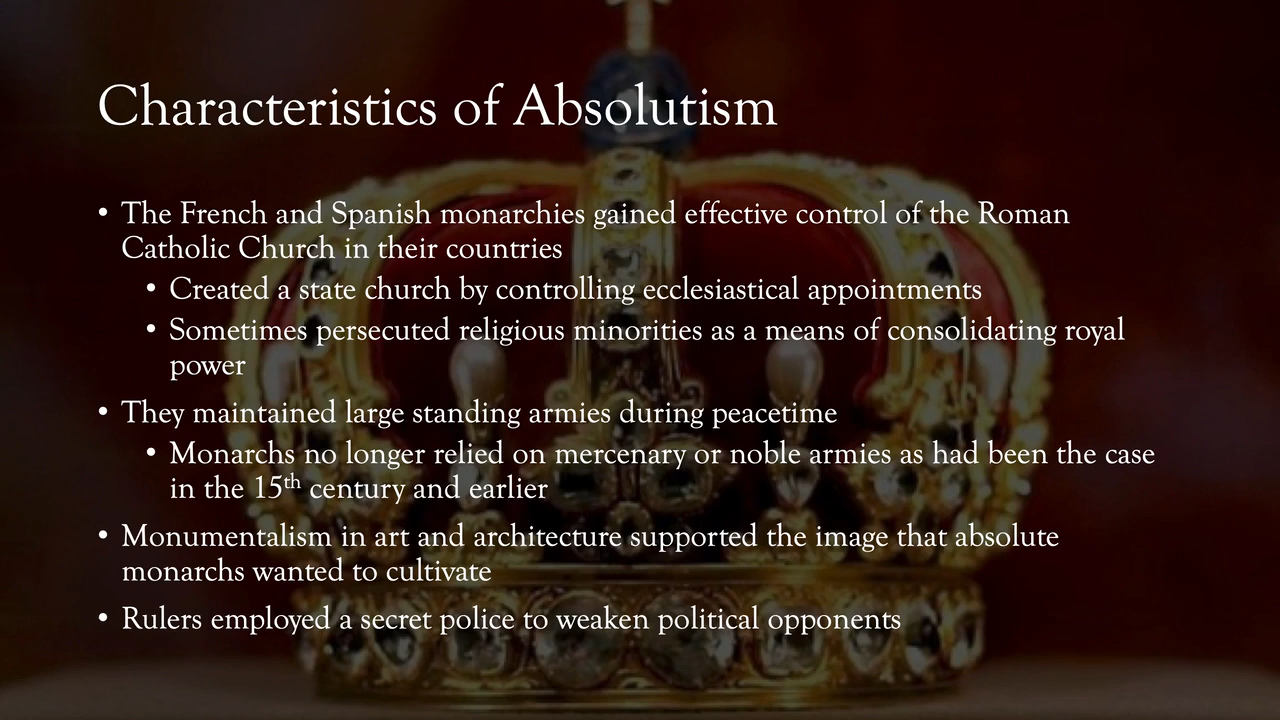 Characteristics of Absolutism
• The French and Spanish monarchies gained effective control of the Roman
Catholic Church in their countries
• Created a state church by controlling ecclesiastical appointments
• Sometimes persecuted religious minorities as a means of consolidating royal
power
• They maintained large standing armies during peacetime
• Monarchs no longer relied on mercenary or noble armies as had been the case
in the 15th century and earlier
• Monumentalism in art and architecture supported the image that absolute
monarchs wanted to cultivate
• Rulers employed a secret police to weaken political opponents